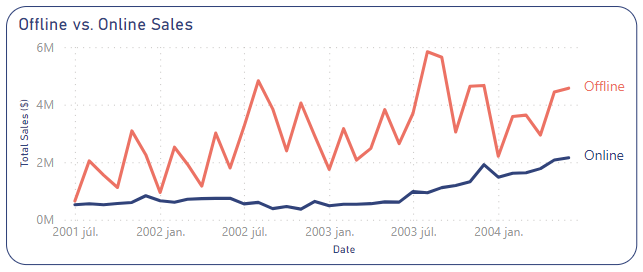 Offline vs. Online Sales
6M
4M
2M
0M
Total Sales ($)
Offline
Online
2001 júl.
2002 jan.
2002 júl.
2003 jan.
2003 júl.
2004 jan.
Date